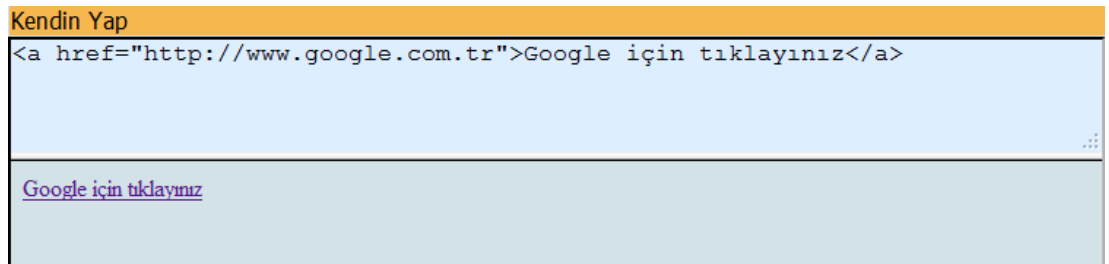 Kendin Yap
<a href="http://www.google.com.tr">Google için tıklayınız</a>
Google için tıklayınız